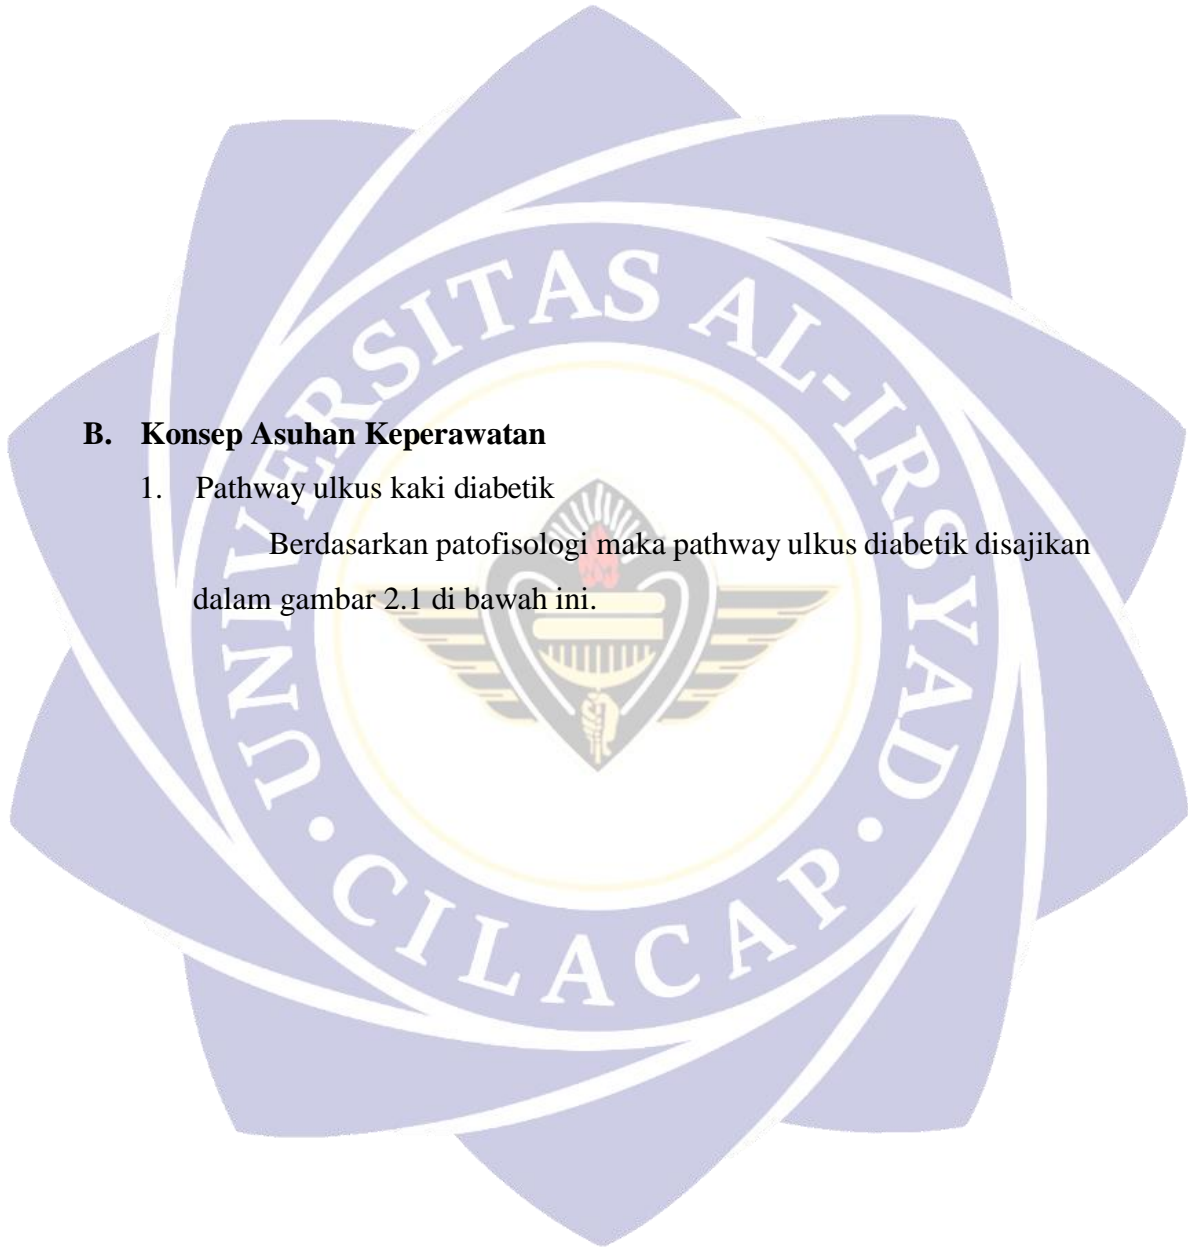 UNIVERSITAS AL-IRSYAD
B. Konsep Asuhan Keperawatan
1. Pathway ulkus kaki diabetik
Berdasarkan patofisologi maka pathway ulkus diabetik disajikan
dalam gambar 2.1 di bawah ini.
CILACAP